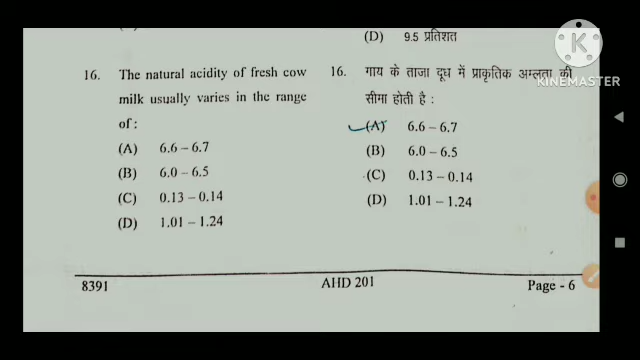 (D) 9.5 प्रतिशत
KINEMASTER
16. The natural acidity of fresh cow
milk usually varies in the range
of :
(A) 6.6 – 6.7
(B) 6.0 – 6.5
(C) 0.13 – 0.14
(D) 1.01 – 1.24
16. गाय के ताजा दूध में प्राकृतिक अम्लता की
सीमा होती है :
(A) 6.6 – 6.7
(B) 6.0 – 6.5
(C) 0.13 – 0.14
(D) 1.01 – 1.24
8391 AHD 201 Page - 6